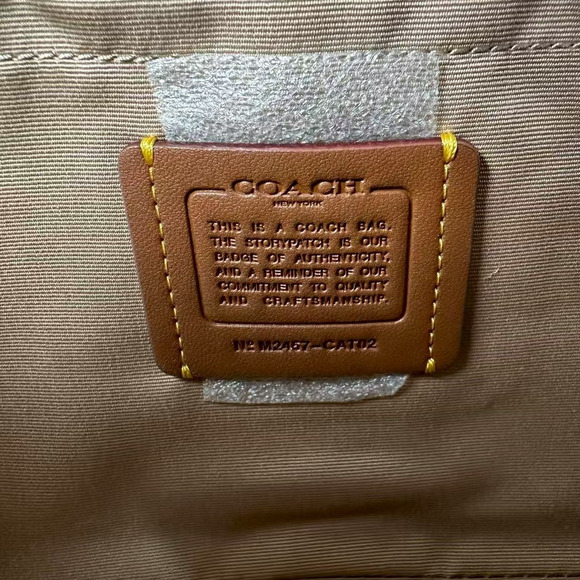 COACH
NEW YORK
THIS IS A COACH BAG.
THE STORYPATCH IS OUR
BADGE OF AUTHENTICITY,
AND A REMINDER OF OUR
COMMITMENT TO QUALITY
AND CRAFTSMANSHIP.
Nº M2457-CAT02